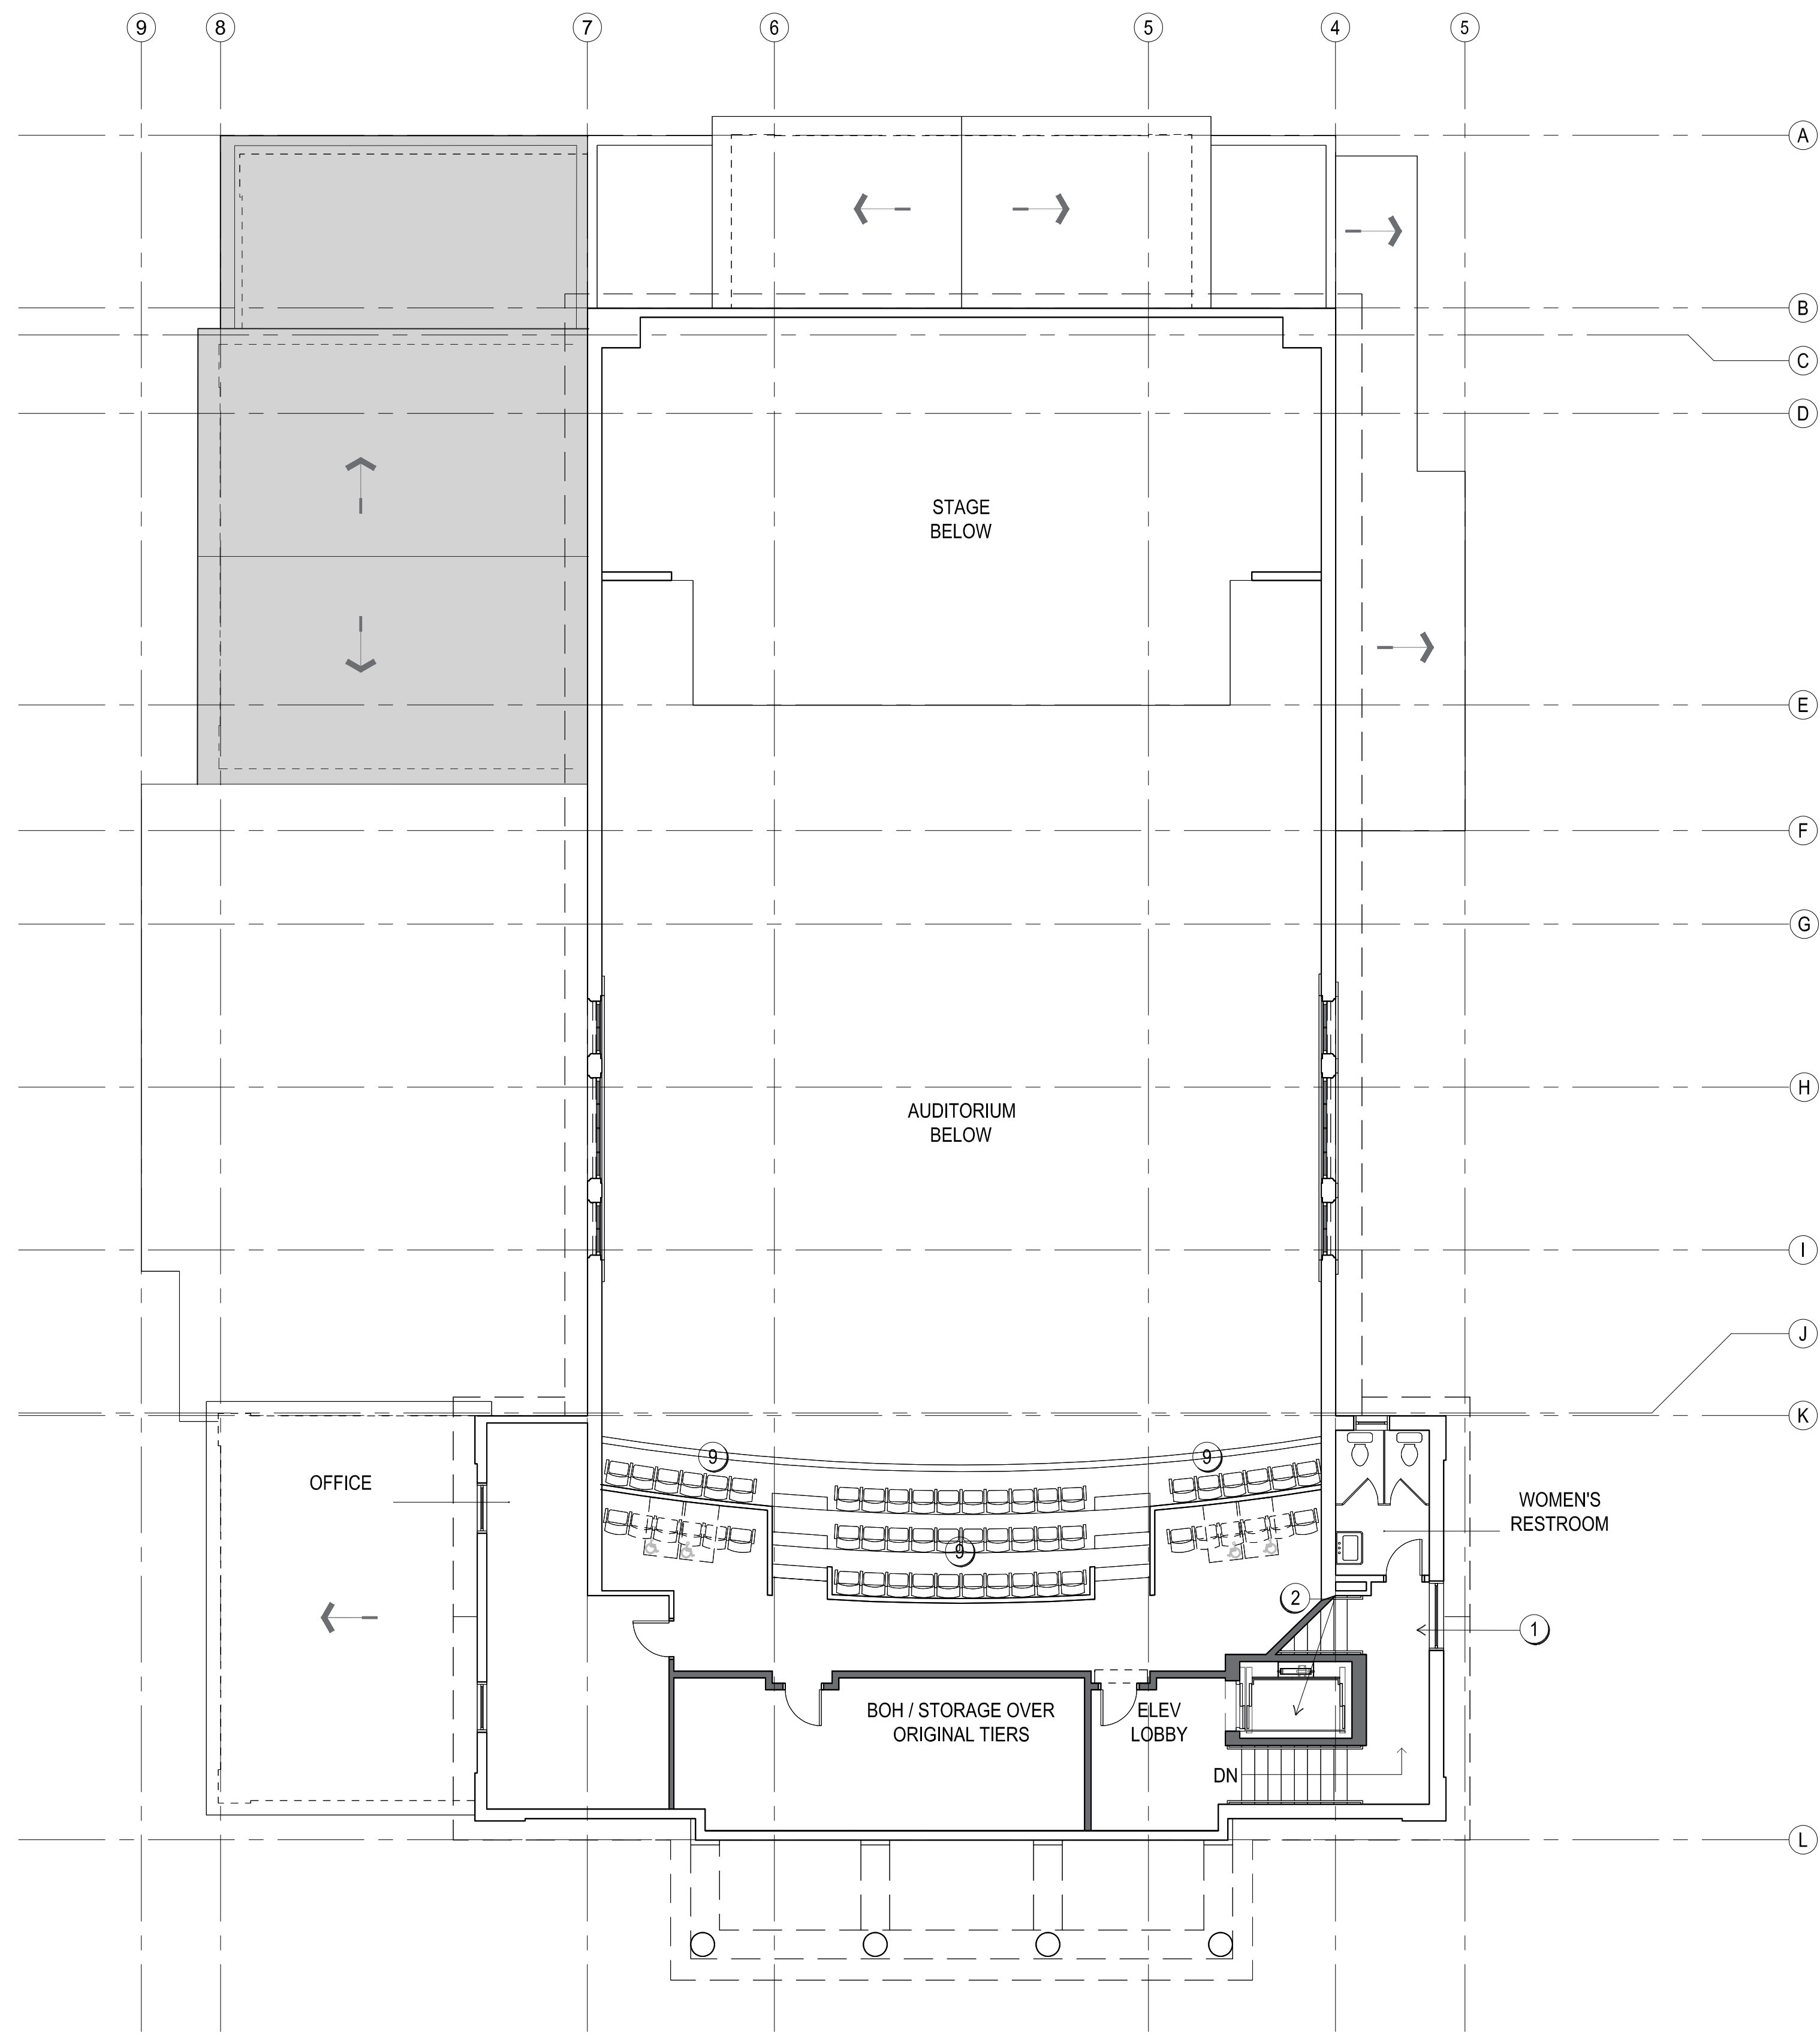 9 8 7 6 5 4 5
A
B
C
D
STAGE
BELOW
E
F
G
H
AUDITORIUM
BELOW
I
J
K
9 9
OFFICE
WOMEN'S
RESTROOM
9
2
1
BOH / STORAGE OVER
ORIGINAL TIERS
ELEV
LOBBY
DN
L